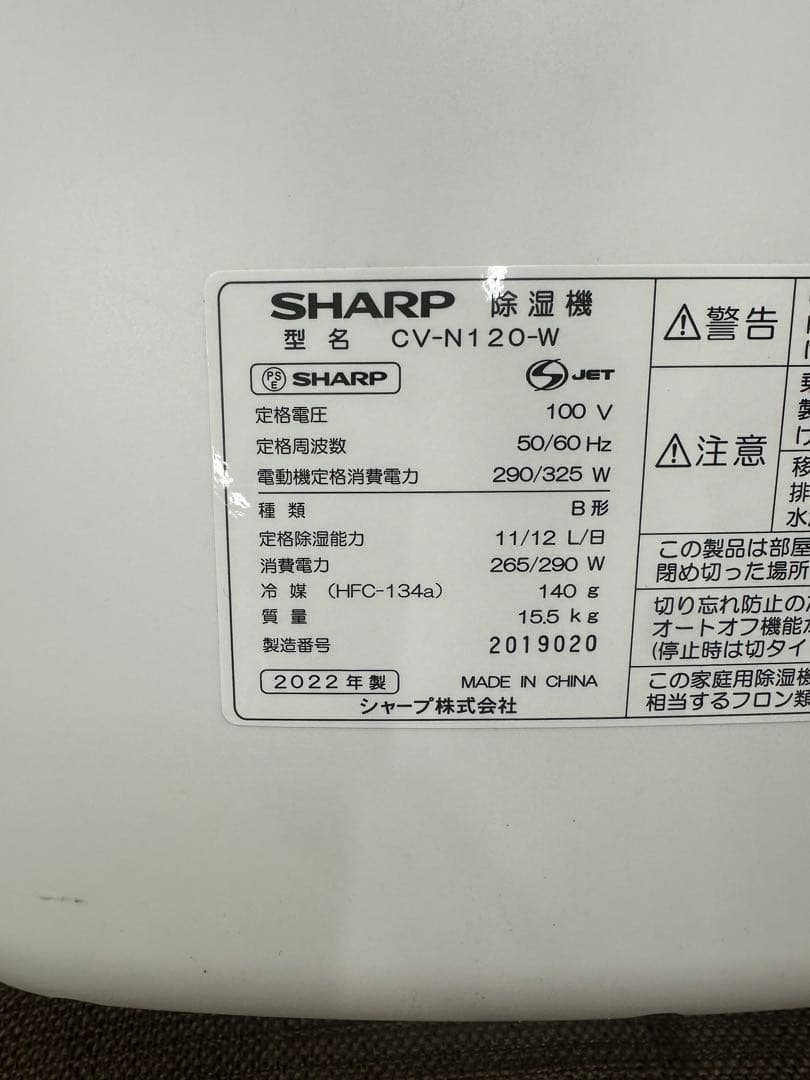 SHARP 除湿機
型名 CV-N120-W
PSE SHARP
JET
定格電圧 100 V
定格周波数 50/60 Hz
電動機定格消費電力 290/325 W
種類 B形
定格除湿能力 11/12 L/日
消費電力 265/290 W
冷媒 (HFC-134a) 140 g
質量 15.5 kg
製造番号 2019020
2022年製 MADE IN CHINA
シャープ株式会社
警告
注意
移
排
水
この製品は部屋
閉め切った場所
切り忘れ防止の
オートオフ機能
(停止時は切タイ
この家庭用除湿機
相当するフロン類